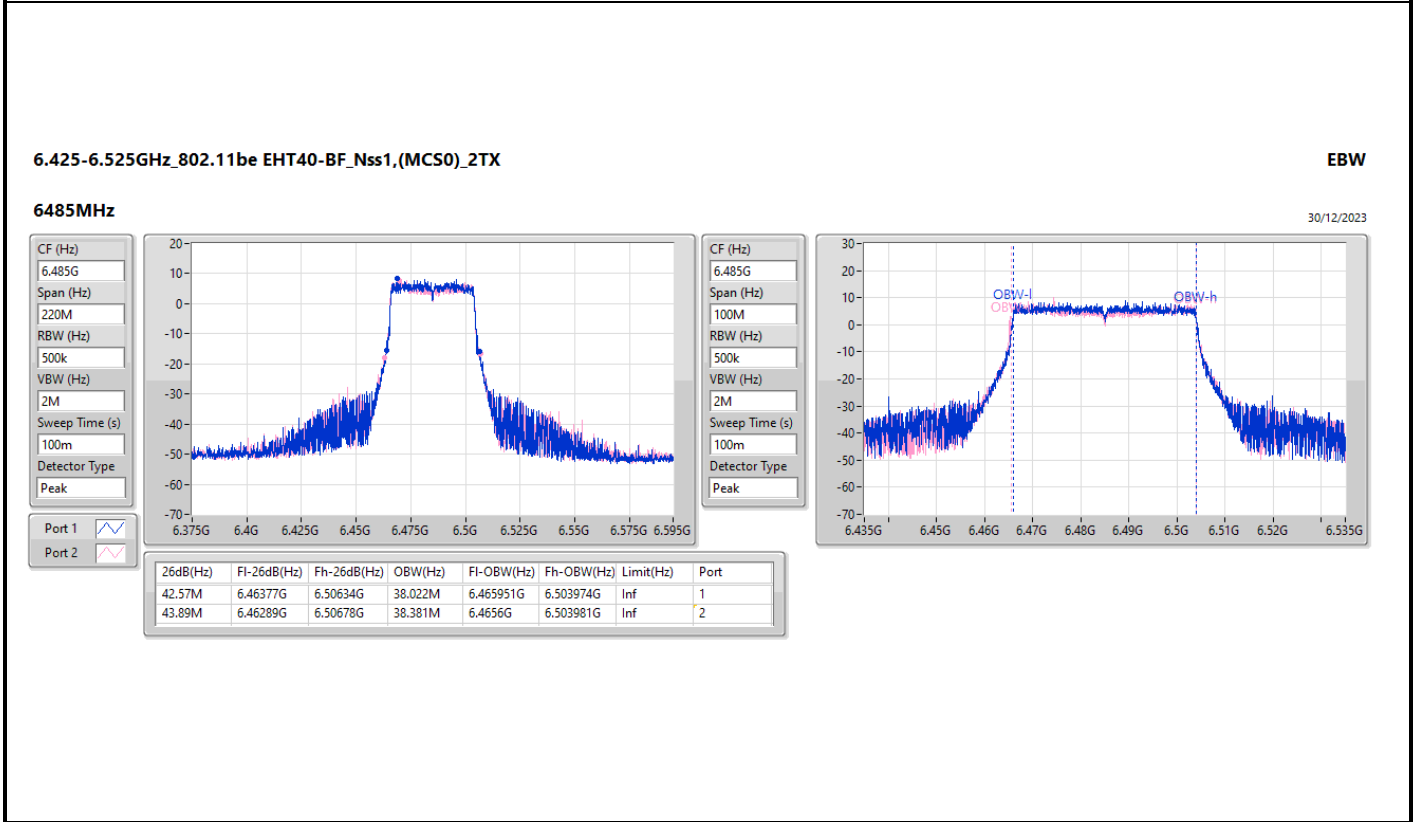 6.425-6.525GHz_802.11be EHT40-BF_Nss1,(MCS0)_2TX
EBW
6485MHz
30/12/2023
CF (Hz)
6.485G
Span (Hz)
220M
RBW (Hz)
500k
VBW (Hz)
2M
Sweep Time (s)
100m
Detector Type
Peak
Port 1
Port 2
20
10
0
-10
-20
-30
-40
-50
-60
-70
6.375G 6.4G 6.425G 6.45G 6.475G 6.5G 6.525G 6.55G 6.575G 6.595G
CF (Hz)
6.485G
Span (Hz)
100M
RBW (Hz)
500k
VBW (Hz)
2M
Sweep Time (s)
100m
Detector Type
Peak
30
20
10
0
-10
-20
-30
-40
-50
-60
-70
OBW-l
OBW-h
6.435G 6.45G 6.46G 6.47G 6.48G 6.49G 6.5G 6.51G 6.52G 6.535G
26dB(Hz) Fl-26dB(Hz) Fh-26dB(Hz) OBW(Hz) Fl-OBW(Hz) Fh-OBW(Hz) Limit(Hz) Port
42.57M 6.46377G 6.50634G 38.022M 6.465951G 6.503974G Inf 1
43.89M 6.46289G 6.50678G 38.381M 6.4656G 6.503981G Inf 2